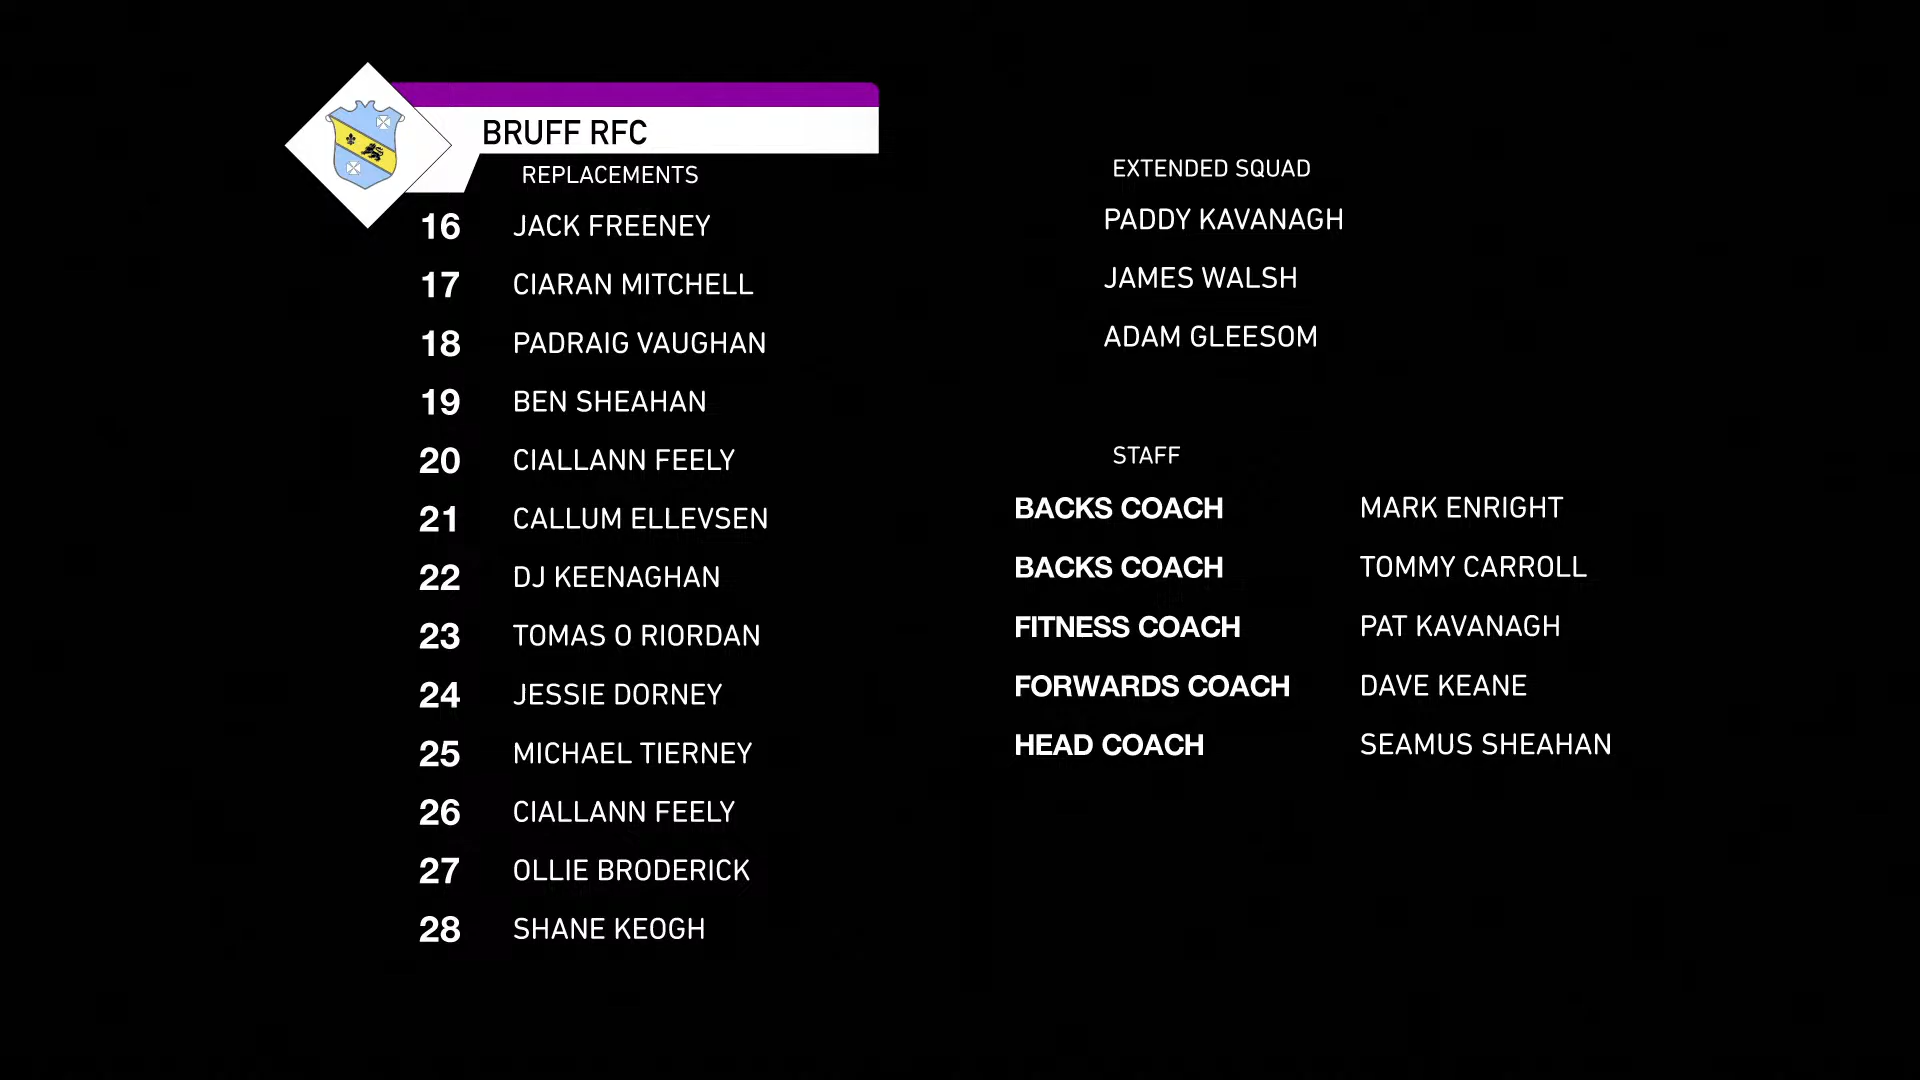 BRUFF RFC
REPLACEMENTS
16 JACK FREENEY
17 CIARAN MITCHELL
18 PADRAIG VAUGHAN
19 BEN SHEAHAN
20 CIALLANN FEELY
21 CALLUM ELLEVSEN
22 DJ KEENAGHAN
23 TOMAS O RIORDAN
24 JESSIE DORNEY
25 MICHAEL TIERNEY
26 CIALLANN FEELY
27 OLLIE BRODERICK
28 SHANE KEOGH
EXTENDED SQUAD
PADDY KAVANAGH
JAMES WALSH
ADAM GLEESOM
STAFF
BACKS COACH MARK ENRIGHT
BACKS COACH TOMMY CARROLL
FITNESS COACH PAT KAVANAGH
FORWARDS COACH DAVE KEANE
HEAD COACH SEAMUS SHEAHAN